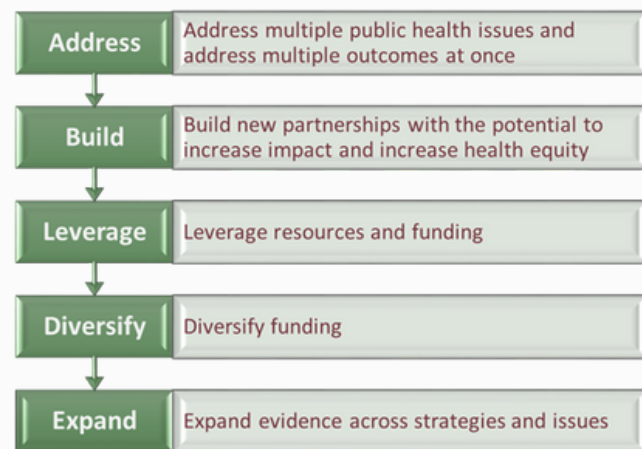 Address
Address multiple public health issues and
address multiple outcomes at once
Build
Build new partnerships with the potential to
increase impact and increase health equity
Leverage
Leverage resources and funding
Diversify
Diversify funding
Expand
Expand evidence across strategies and issues